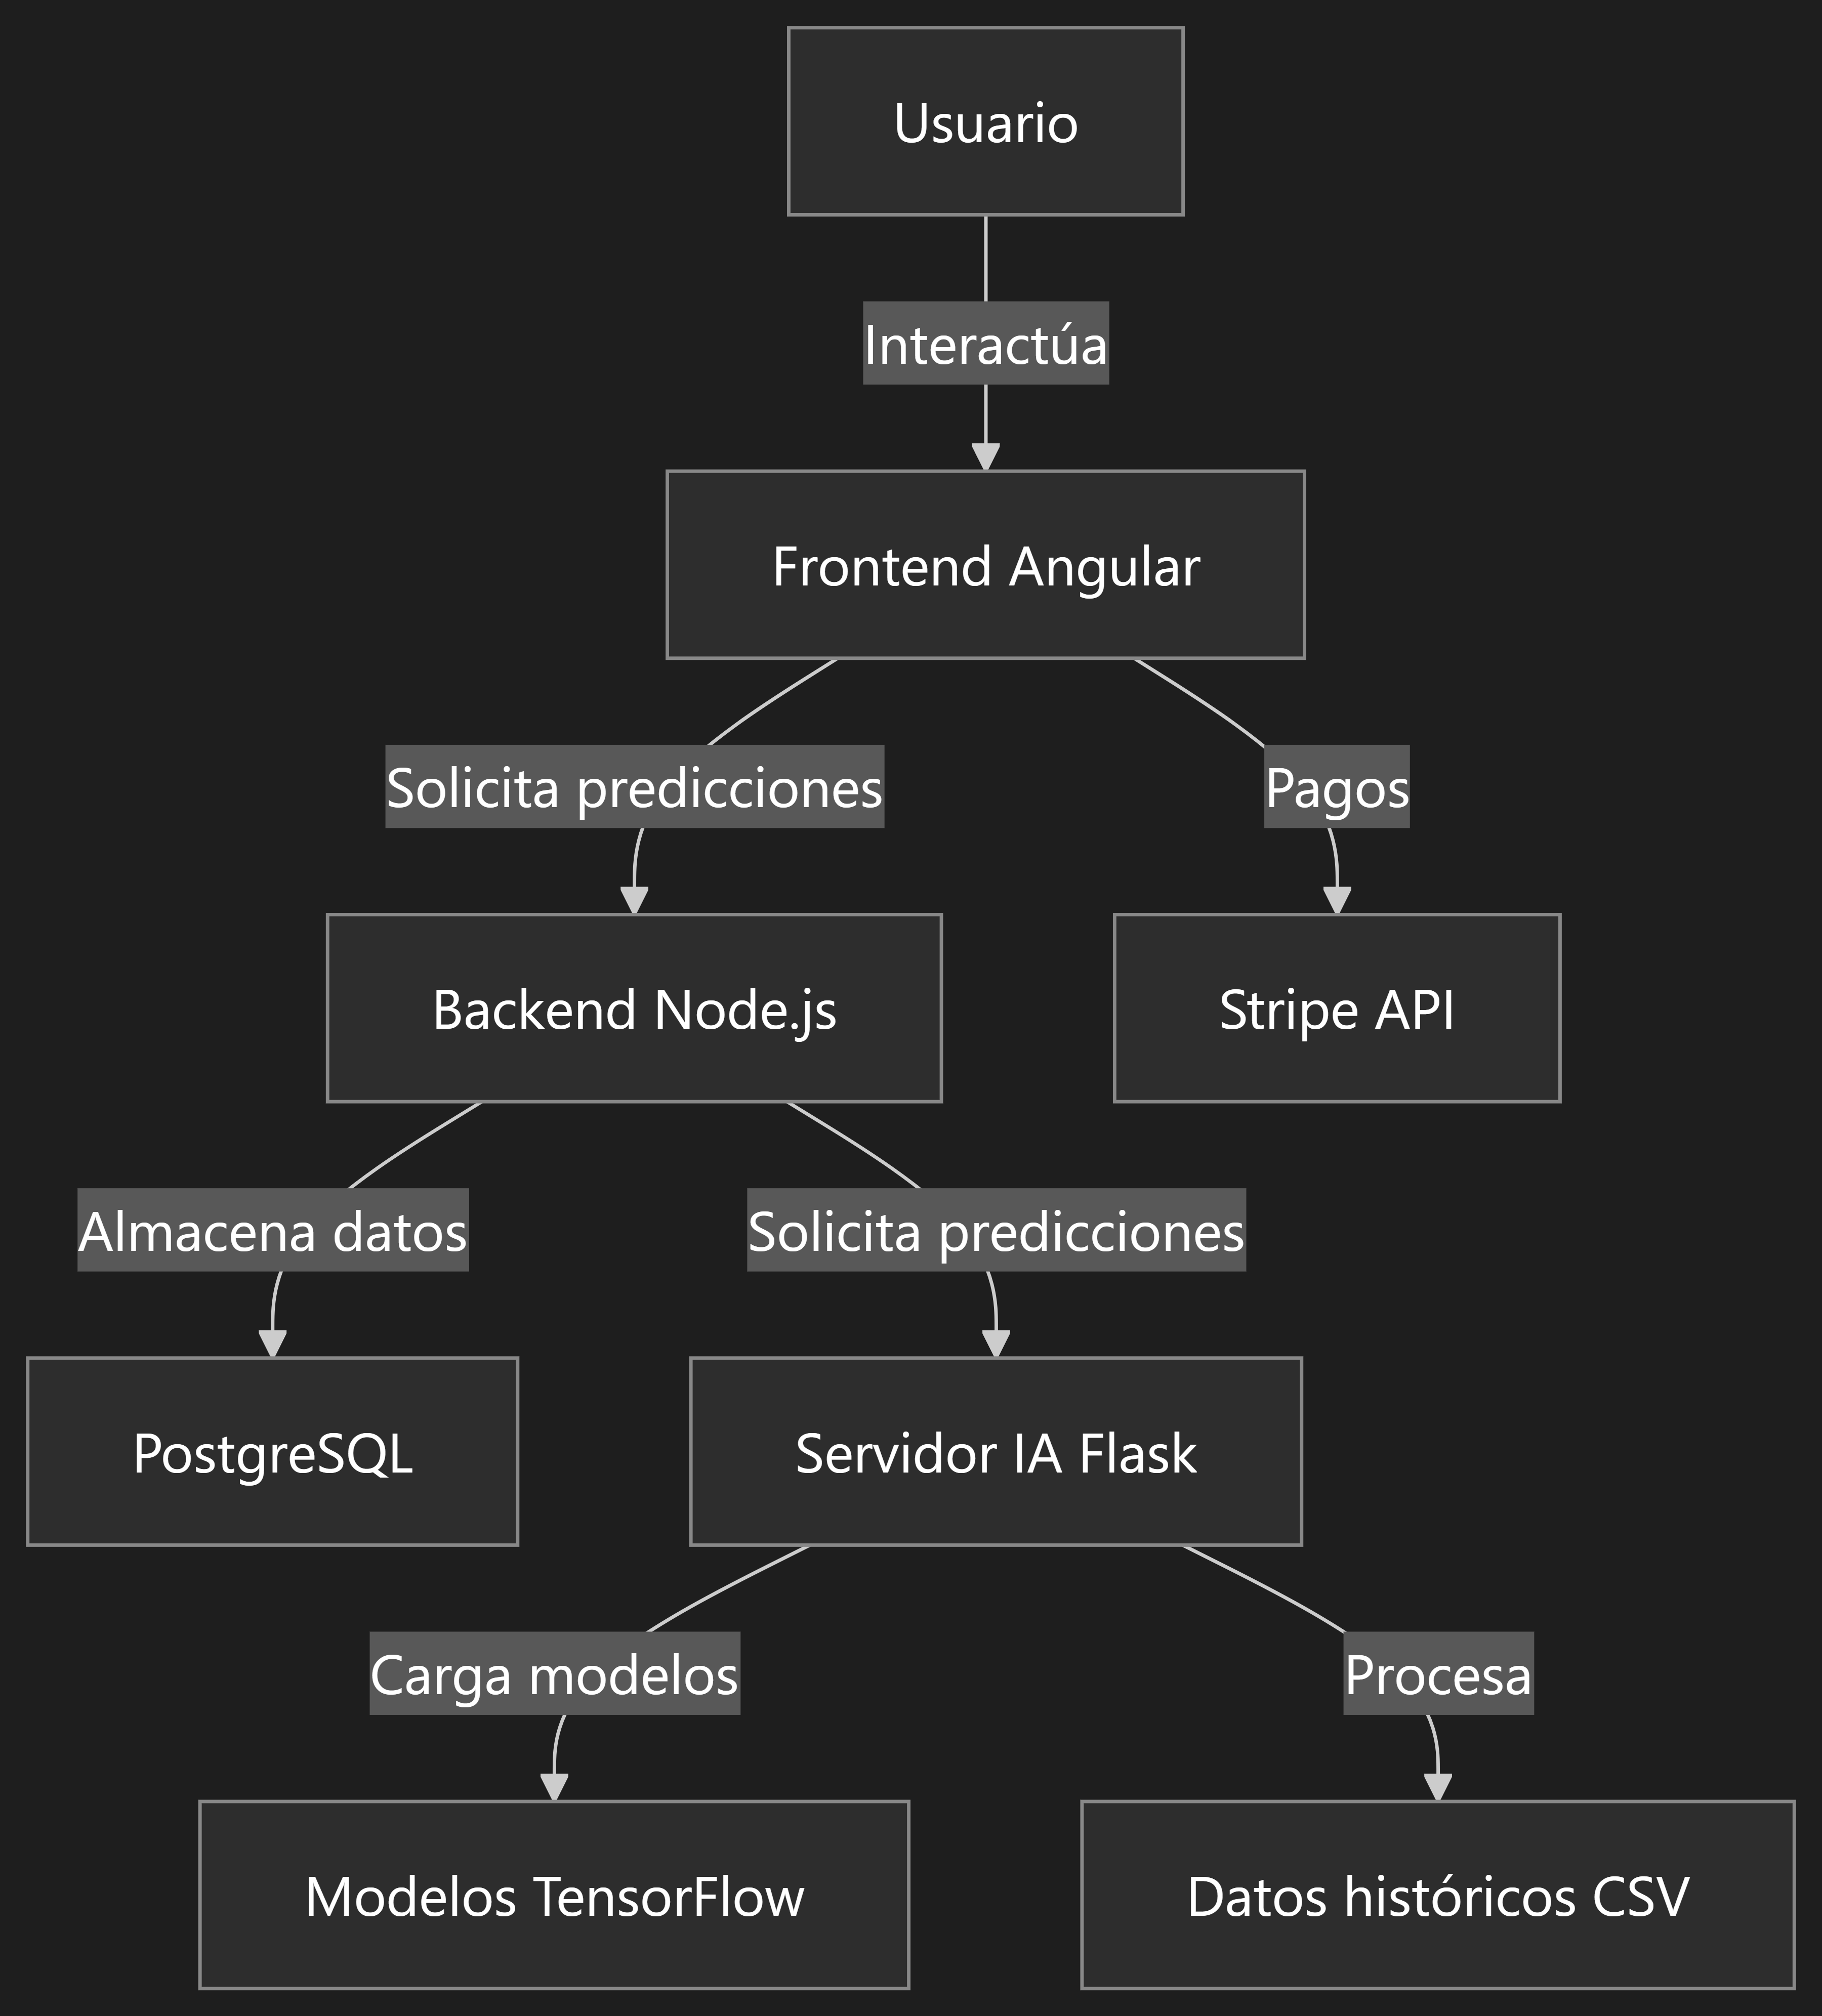 Usuario
Interactúa
Frontend Angular
Solicita predicciones
Pagos
Backend Node.js
Stripe API
Almacena datos
Solicita predicciones
PostgreSQL
Servidor IA Flask
Carga modelos
Procesa
Modelos TensorFlow
Datos históricos CSV